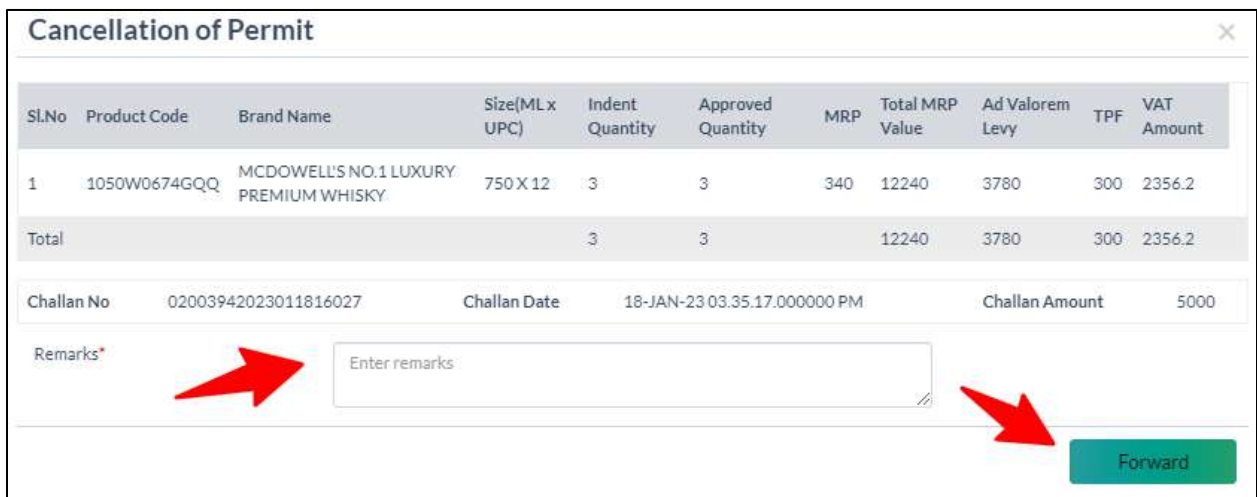 Cancellation of Permit
Sl.No Product Code Brand Name Size(ML x UPC) Indent Quantity Approved Quantity MRP Total MRP Value Ad Valorem Levy TPF VAT Amount
1 1050W0674GQQ MCDOWELL'S NO.1 LUXURY PREMIUM WHISKY 750 X 12 3 3 340 12240 3780 300 2356.2
Total 3 3 12240 3780 300 2356.2
Challan No 02003942023011816027 Challan Date 18-JAN-23 03.35.17.000000 PM Challan Amount 5000
Remarks*
Enter remarks
Forward